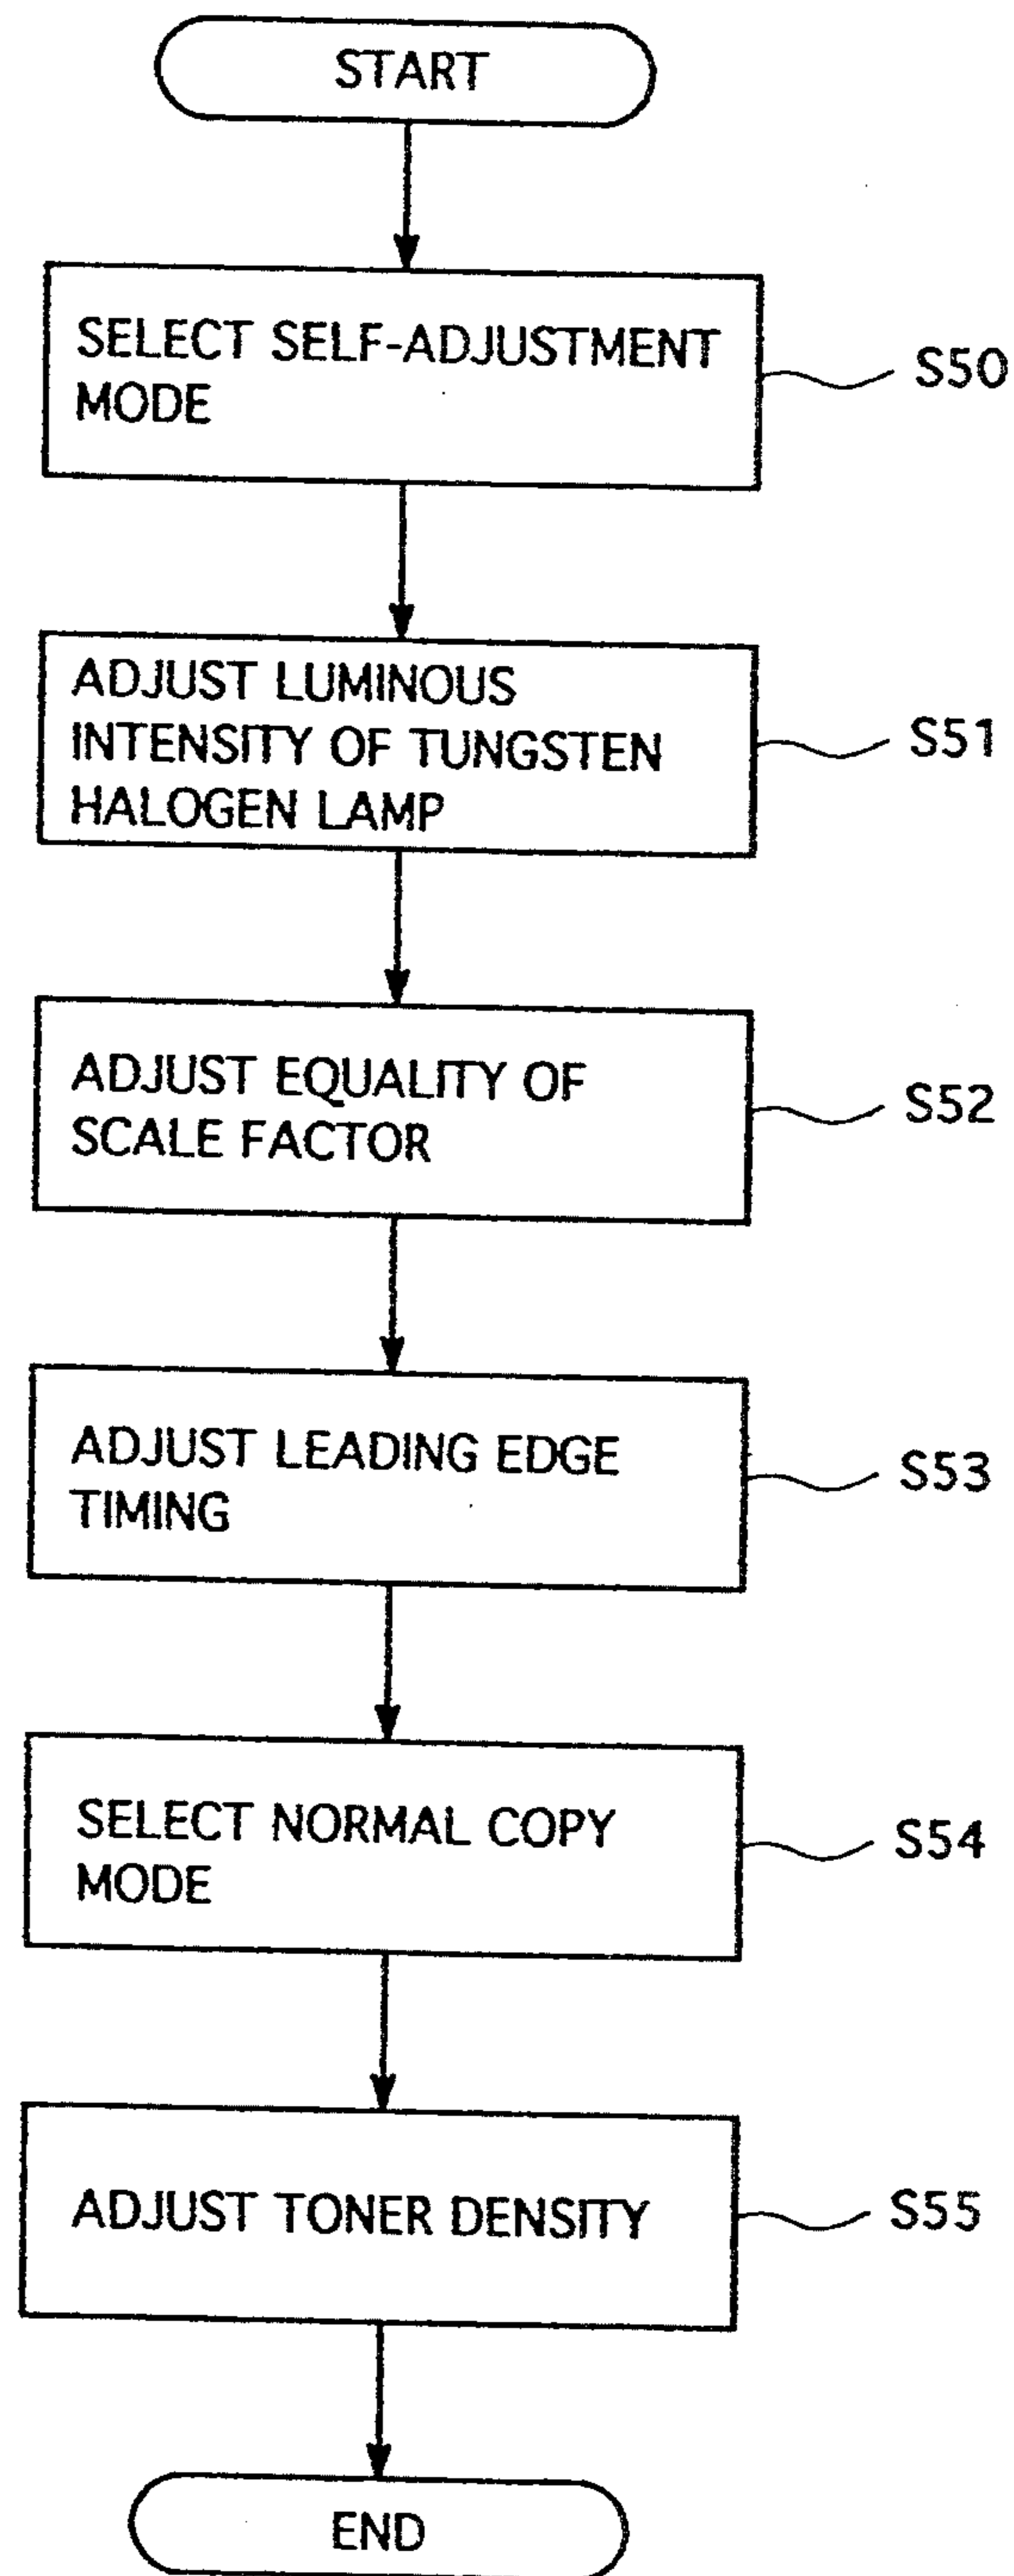 START
SELECT SELF-ADJUSTMENT
MODE
S50
ADJUST LUMINOUS
INTENSITY OF TUNGSTEN
HALOGEN LAMP
S51
ADJUST EQUALITY OF
SCALE FACTOR
S52
ADJUST LEADING EDGE
TIMING
S53
SELECT NORMAL COPY
MODE
S54
ADJUST TONER DENSITY
S55
END